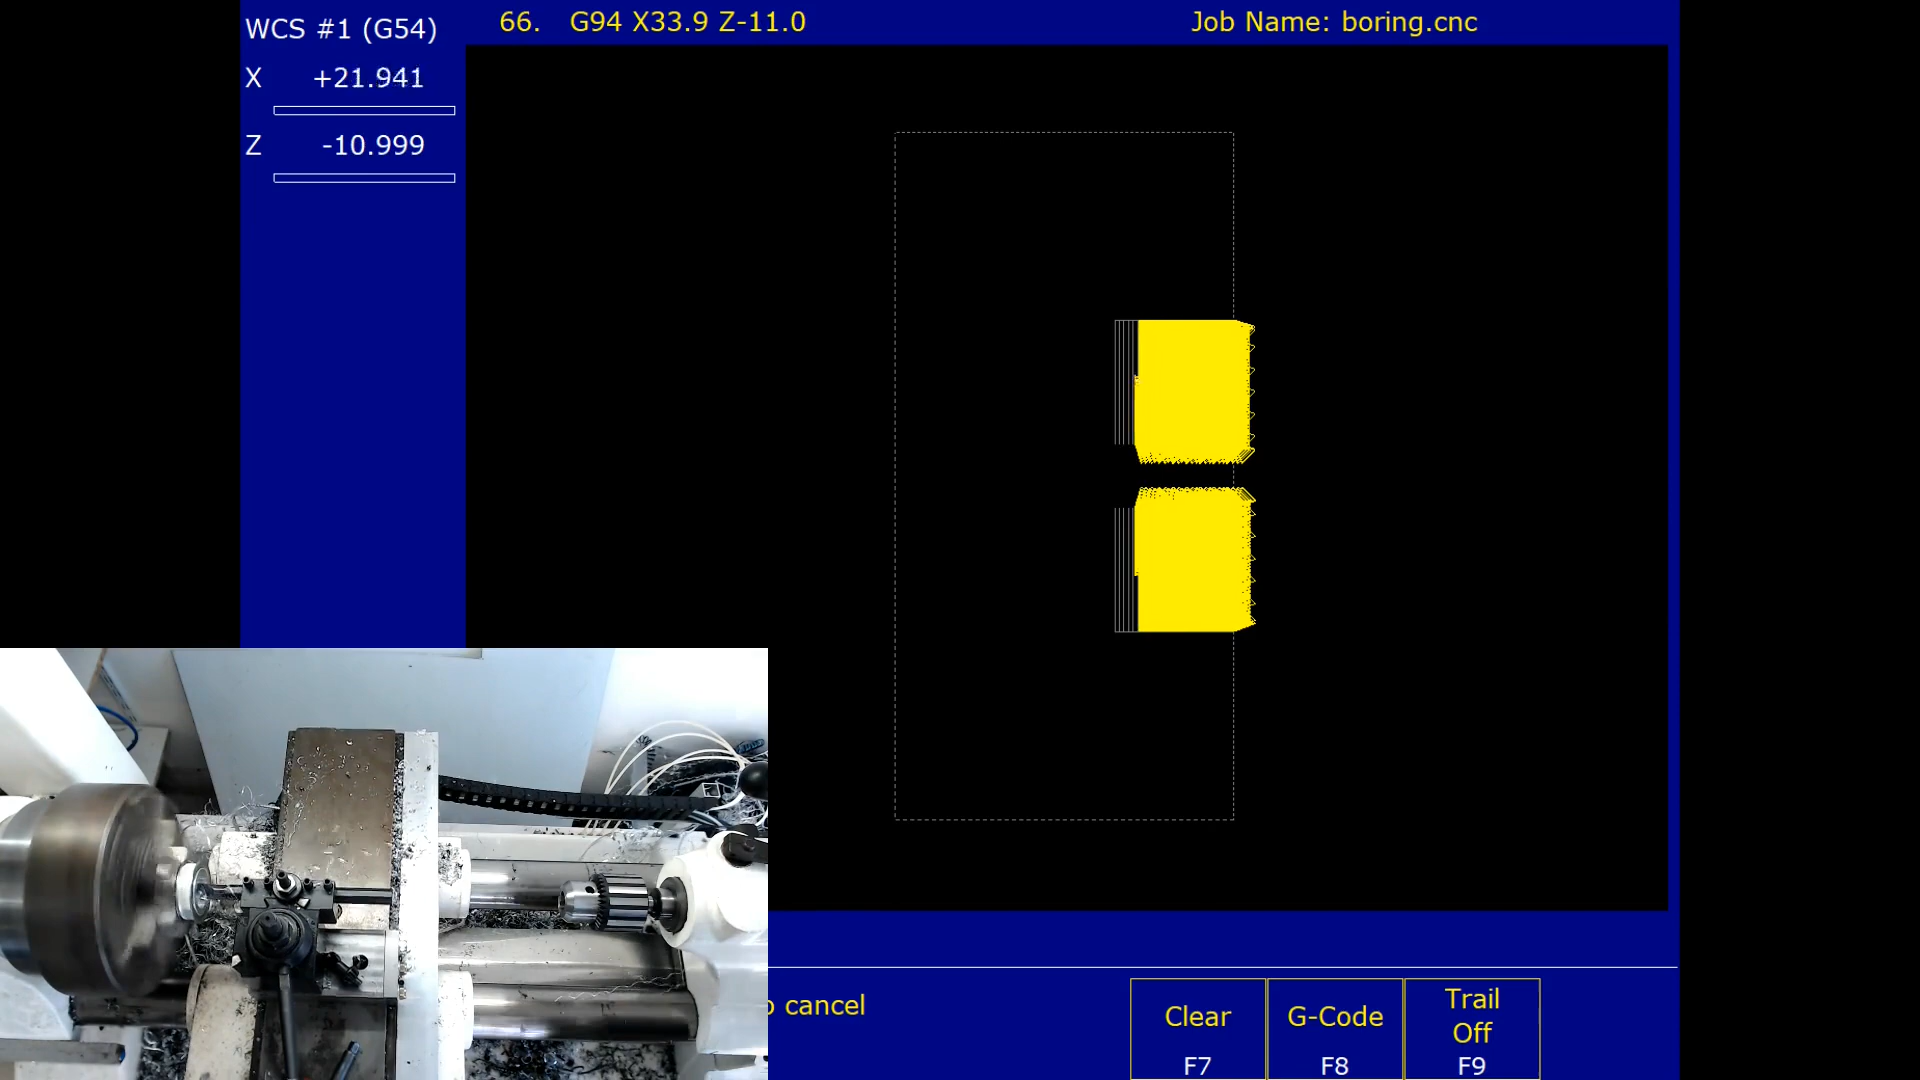 WCS #1 (G54)
66. G94 X33.9 Z-11.0
Job Name: boring.cnc
X +21.941
Z -10.999
cancel
Clear
F7
G-Code
F8
Trail
Off
F9